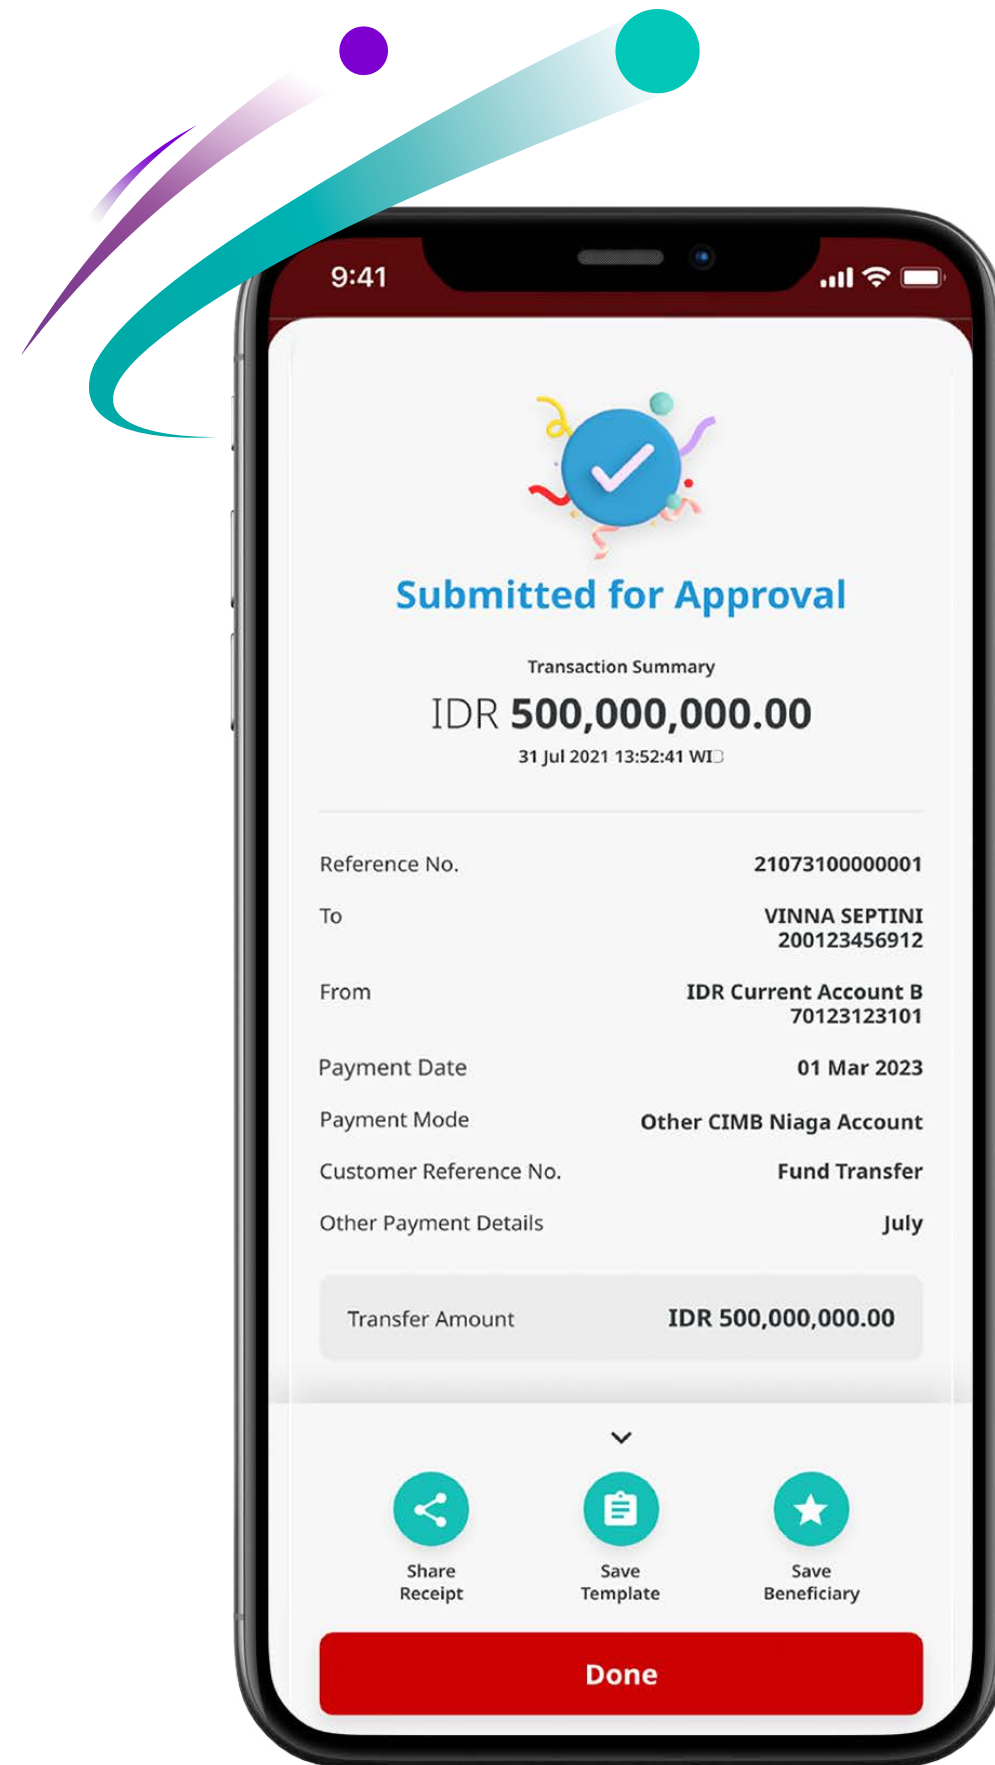 9:41
Submitted for Approval
Transaction Summary
IDR 500,000,000.00
31 Jul 2021 13:52:41
Reference No. 21073100000001
To VINNA SEPTINI
200123456912
From IDR Current Account B
70123123101
Payment Date 01 Mar 2023
Payment Mode Other CIMB Niaga Account
Customer Reference No. Fund Transfer
Other Payment Details July
Transfer Amount IDR 500,000,000.00
Share
Receipt
Save
Template
Save
Beneficiary
Done